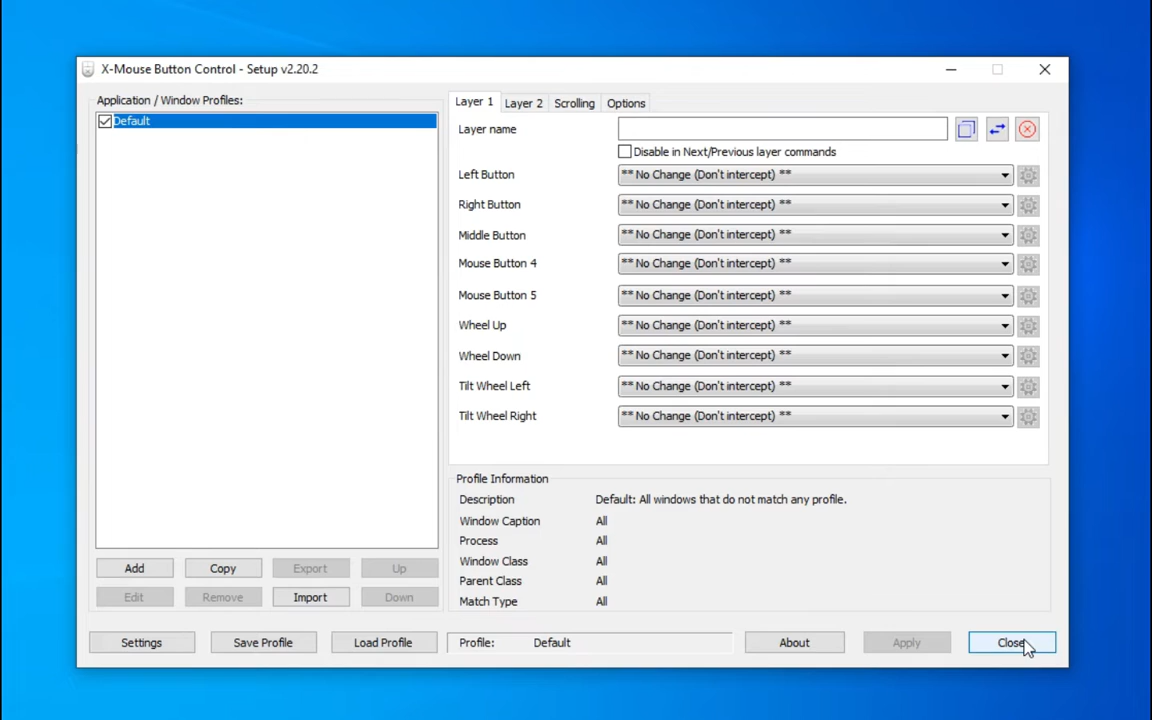 X-Mouse Button Control - Setup v2.20.2
Application / Window Profiles:
Default
Layer 1
Layer 2
Scrolling
Options
Layer name
Disable in Next/Previous layer commands
Left Button
** No Change (Don't intercept) **
Right Button
** No Change (Don't intercept) **
Middle Button
** No Change (Don't intercept) **
Mouse Button 4
** No Change (Don't intercept) **
Mouse Button 5
** No Change (Don't intercept) **
Wheel Up
** No Change (Don't intercept) **
Wheel Down
** No Change (Don't intercept) **
Tilt Wheel Left
** No Change (Don't intercept) **
Tilt Wheel Right
** No Change (Don't intercept) **
Profile Information
Description
Default: All windows that do not match any profile.
Window Caption
All
Process
All
Window Class
All
Parent Class
All
Match Type
All
Add
Copy
Export
Up
Edit
Remove
Import
Down
Settings
Save Profile
Load Profile
Profile:
Default
About
Apply
Close